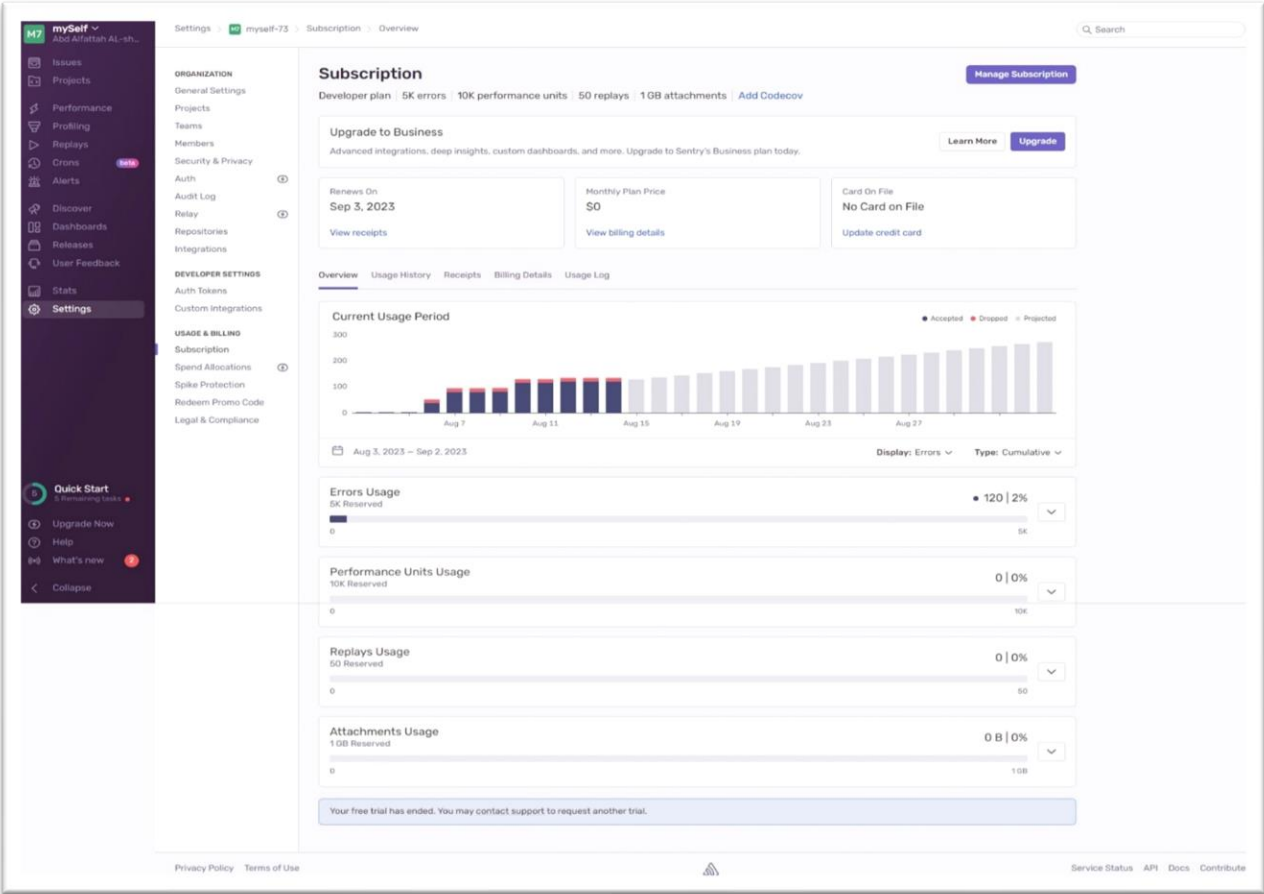 M7
mySelf
Abd Alfattah AL-sh...
Issues
Projects
Performance
Profiling
Replays
Crons beta
Alerts
Discover
Dashboards
Releases
User Feedback
Stats
Settings
5 Quick Start
5 Remaining tasks
Upgrade Now
Help
What's new 2
Collapse
Settings > M7 myself-73 > Subscription > Overview
Search
ORGANIZATION
General Settings
Projects
Teams
Members
Security & Privacy
Auth
Audit Log
Relay
Repositories
Integrations
DEVELOPER SETTINGS
Auth Tokens
Custom Integrations
USAGE & BILLING
Subscription
Spend Allocations
Spike Protection
Redeem Promo Code
Legal & Compliance
Subscription
Manage Subscription
Developer plan | 5K errors | 10K performance units | 50 replays | 1 GB attachments | Add Codecov
Upgrade to Business
Advanced integrations, deep insights, custom dashboards, and more. Upgrade to Sentry's Business plan today.
Learn More
Upgrade
Renews On
Sep 3, 2023
View receipts
Monthly Plan Price
$0
View billing details
Card On File
No Card on File
Update credit card
Overview Usage History Receipts Billing Details Usage Log
Current Usage Period
Accepted Dropped Projected
300
200
100
0
Aug 7 Aug 11 Aug 15 Aug 19 Aug 23 Aug 27
Aug 3, 2023 — Sep 2, 2023
Display: Errors
Type: Cumulative
Errors Usage
5K Reserved
120 | 2%
0 5K
Performance Units Usage
10K Reserved
0 | 0%
0 10K
Replays Usage
50 Reserved
0 | 0%
0 50
Attachments Usage
1 GB Reserved
0 B | 0%
0 1 GB
Your free trial has ended. You may contact support to request another trial.
Privacy Policy Terms of Use
Service Status API Docs Contribute